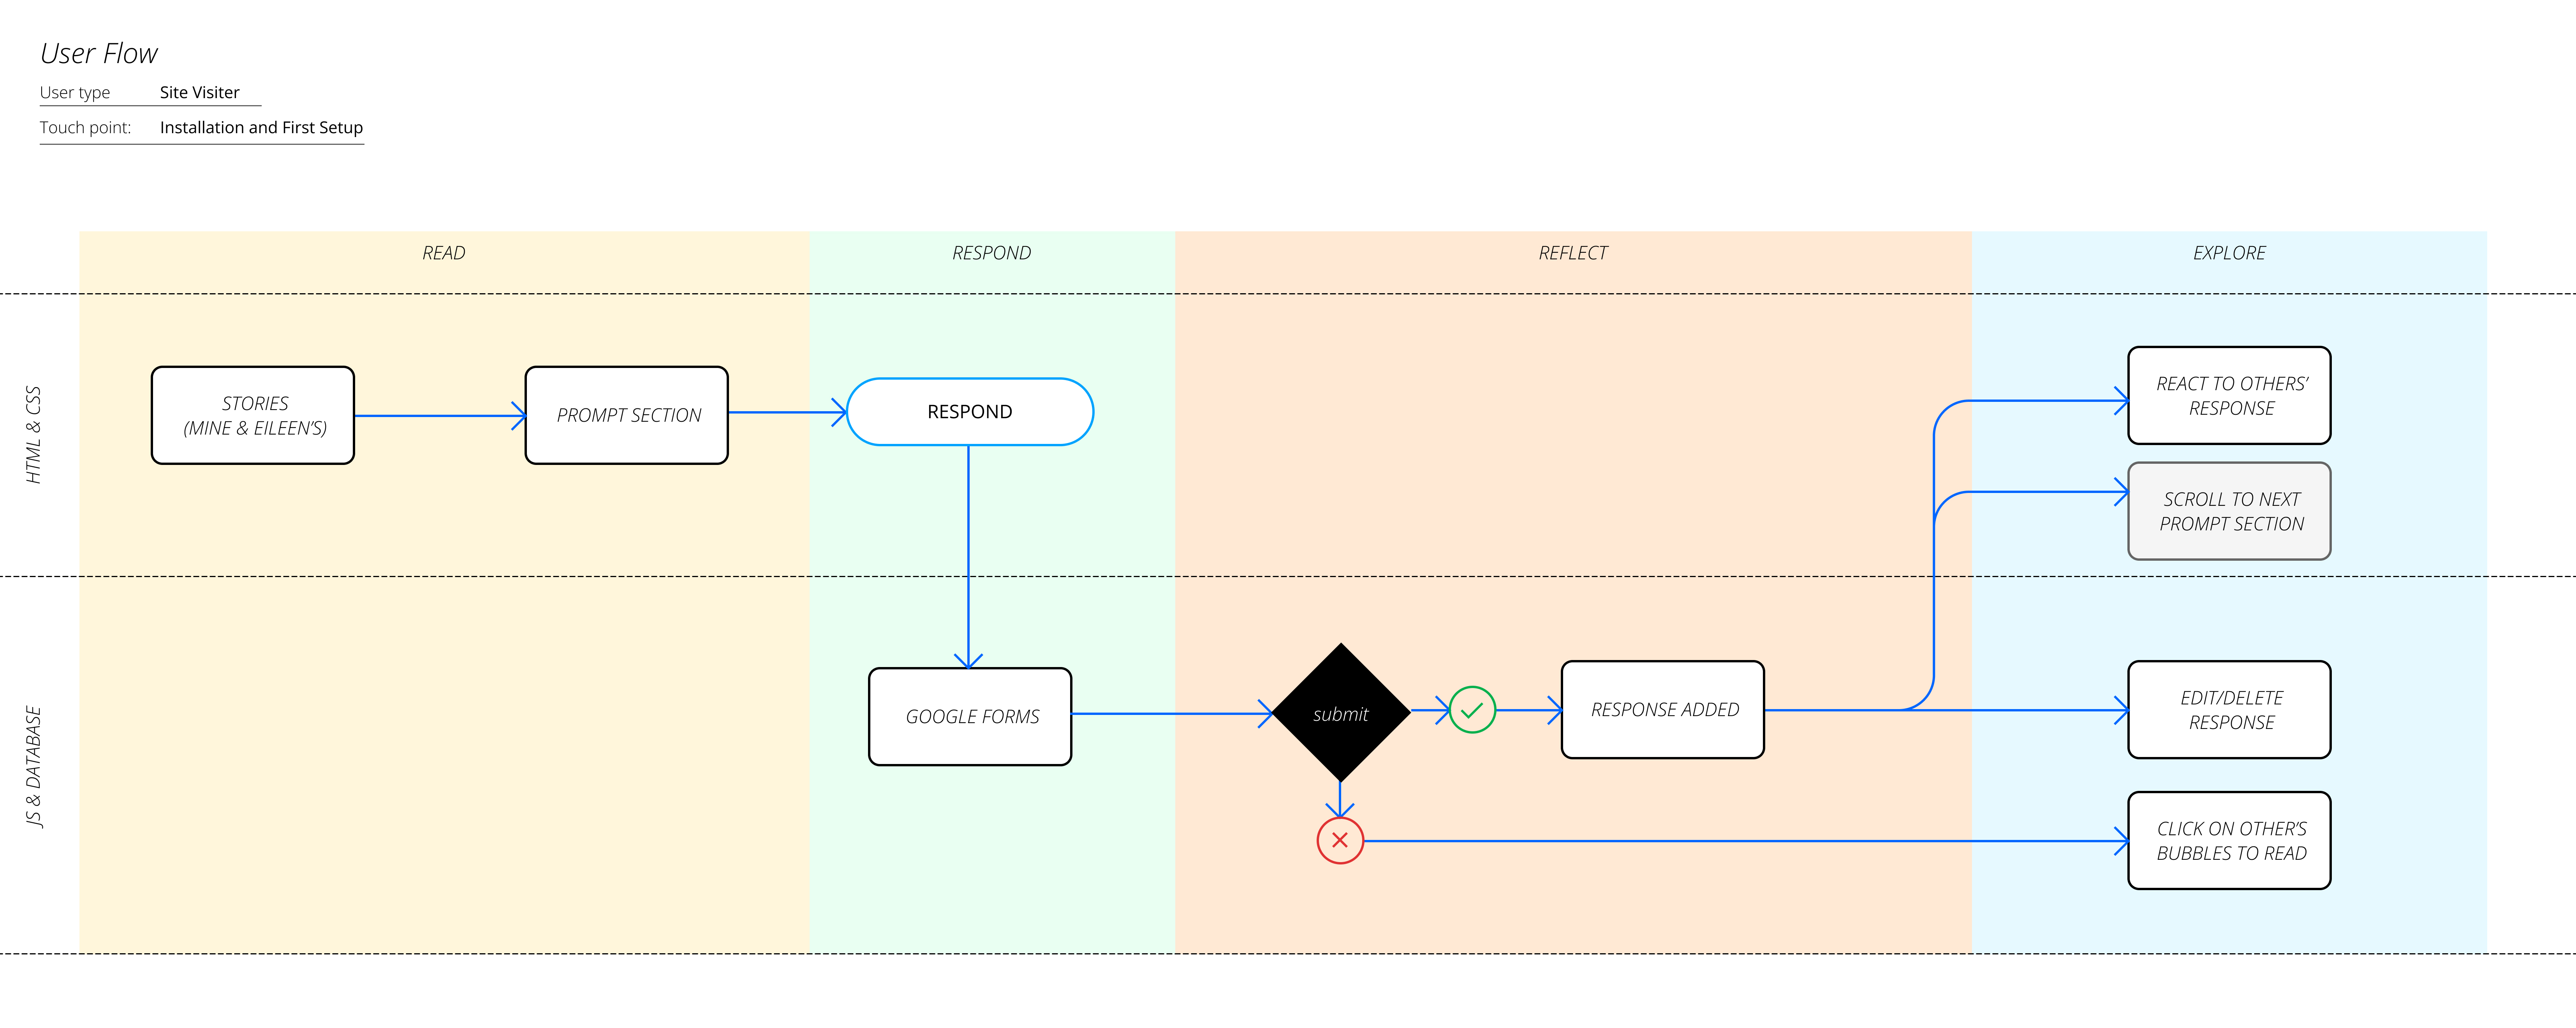 User Flow
User type Site Visiter
Touch point: Installation and First Setup
READ
RESPOND
REFLECT
EXPLORE
HTML & CSS
STORIES
(MINE & EILEEN'S)
PROMPT SECTION
RESPOND
REACT TO OTHERS'
RESPONSE
SCROLL TO NEXT
PROMPT SECTION
JS & DATABASE
GOOGLE FORMS
submit
RESPONSE ADDED
EDIT/DELETE
RESPONSE
CLICK ON OTHER'S
BUBBLES TO READ